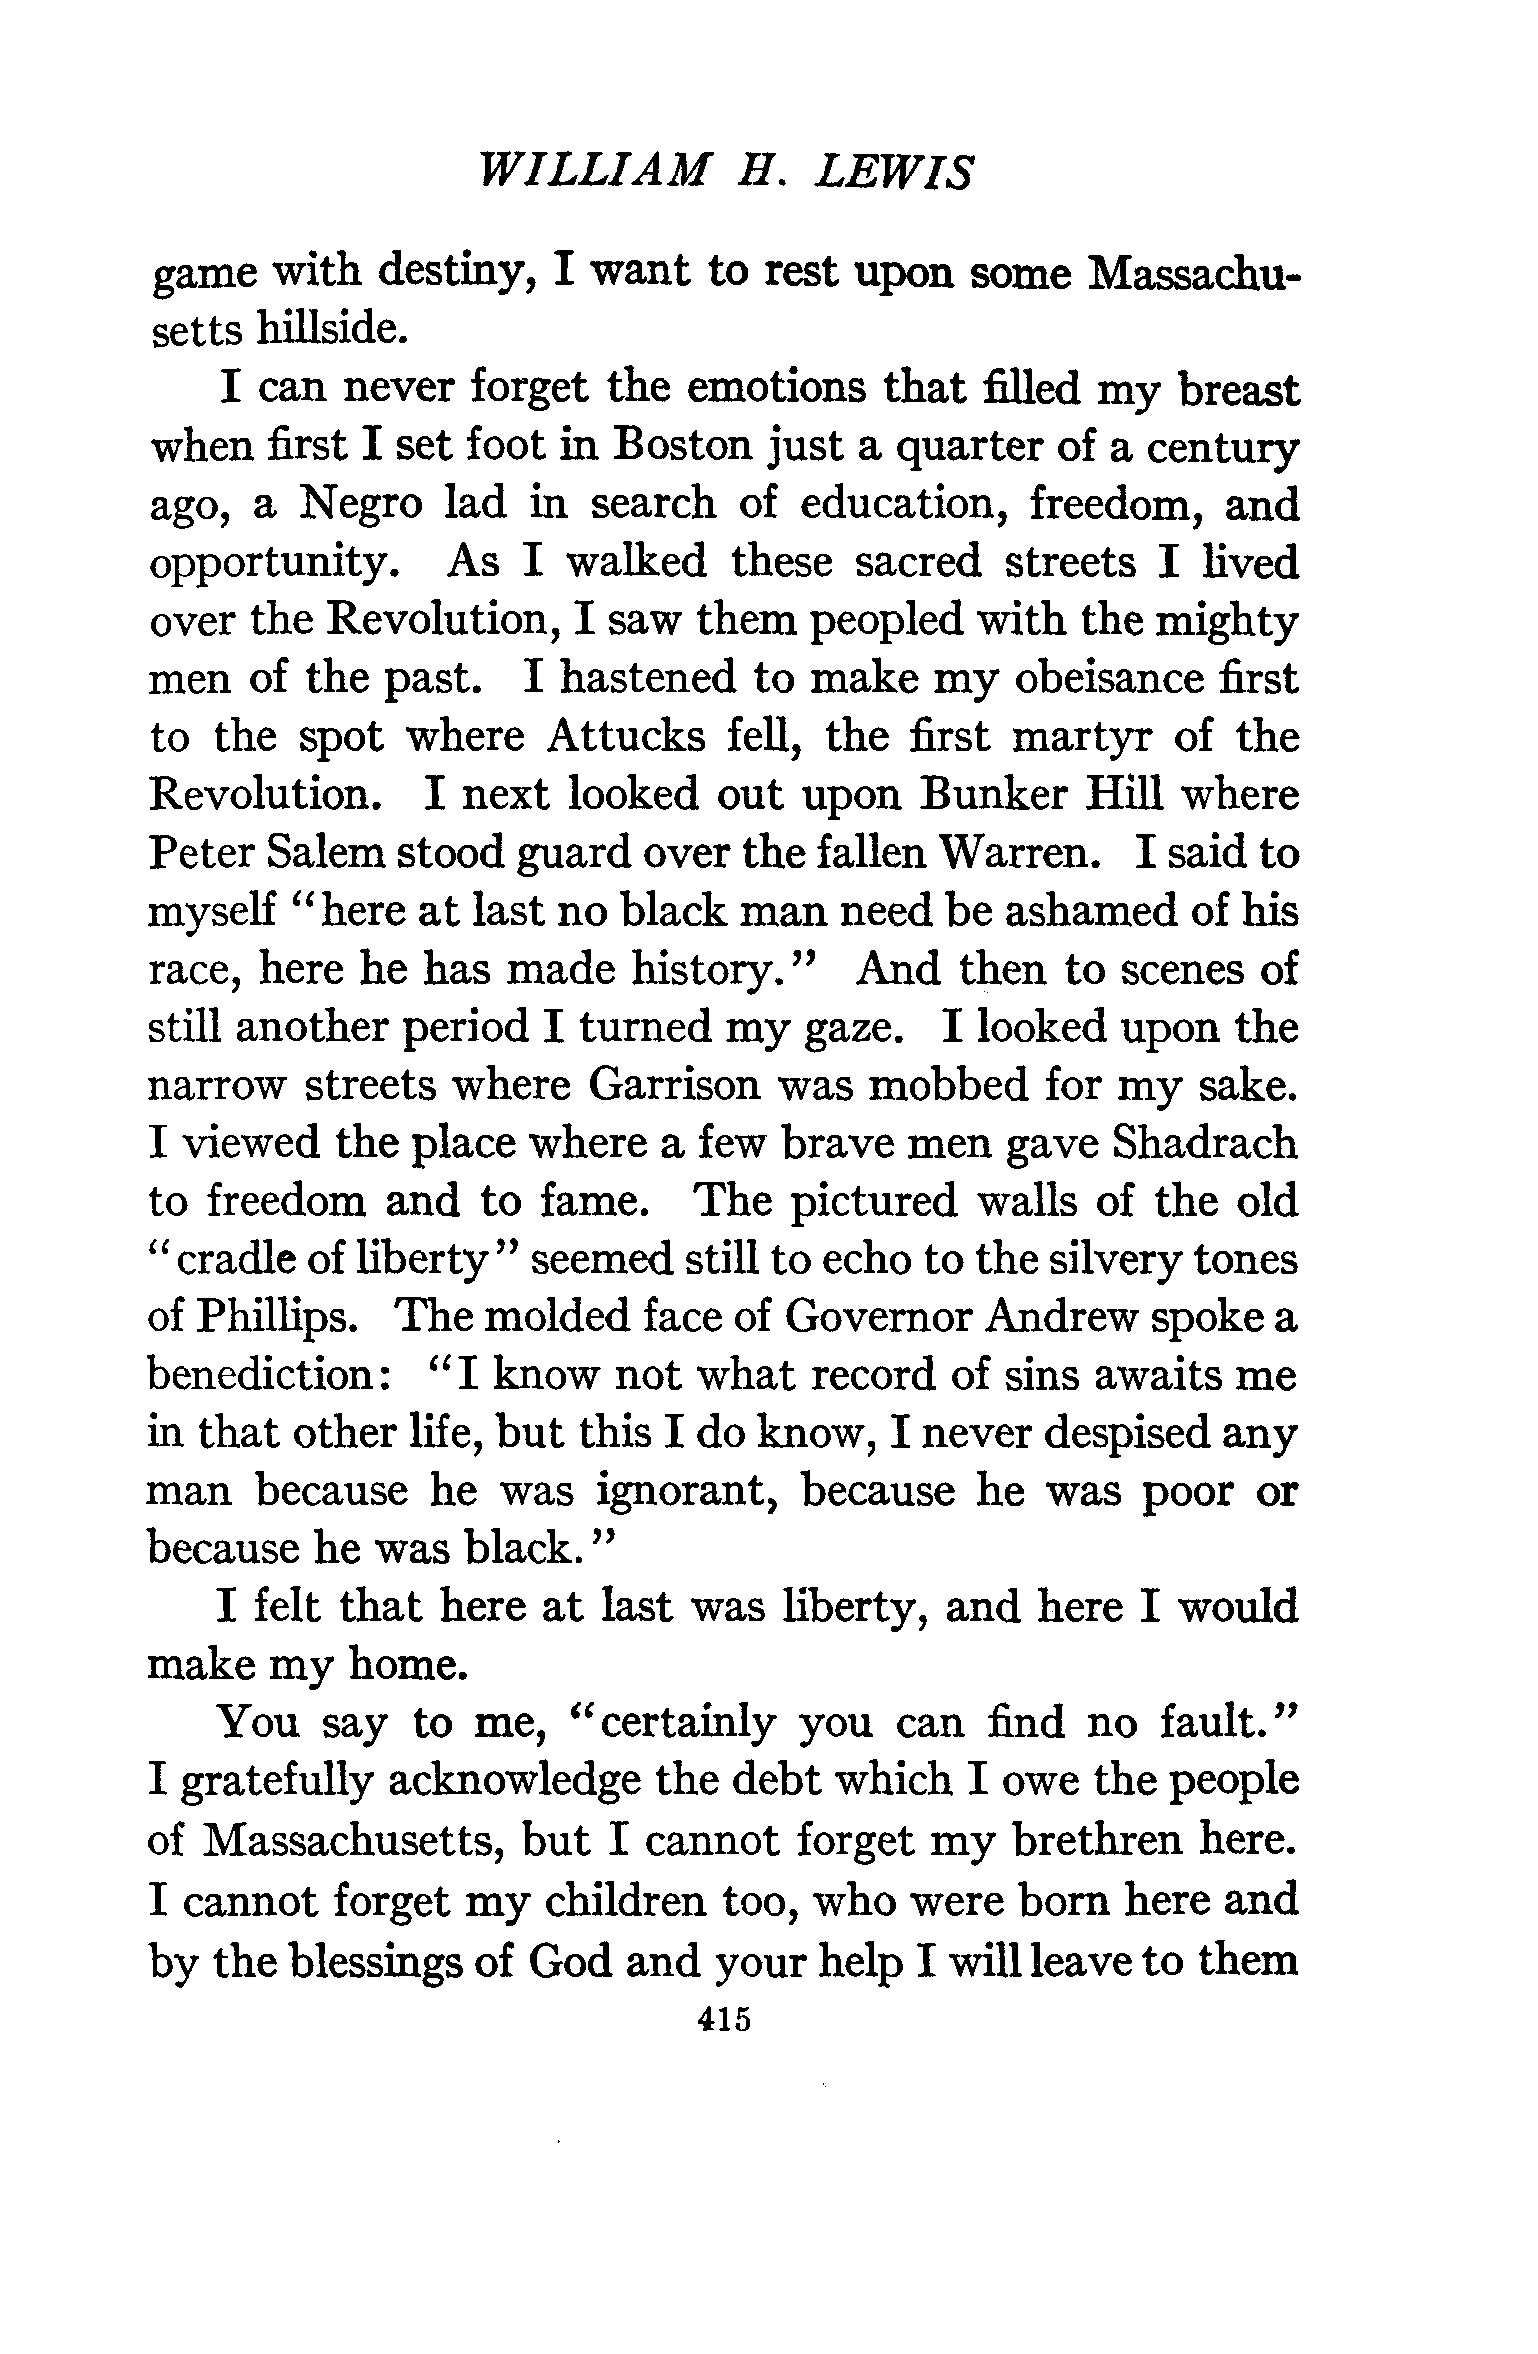 WILLIAM H. LEWIS
game with destiny, I want to rest upon some Massachu-
setts hillside.
I can never forget the emotions that filled my breast
when first I set foot in Boston just a quarter of a century
ago, a Negro lad in search of education, freedom, and
opportunity. As I walked these sacred streets I lived
over the Revolution, I saw them peopled with the mighty
men of the past. I hastened to make my obeisance first
to the spot where Attucks fell, the first martyr of the
Revolution. I next looked out upon Bunker Hill where
Peter Salem stood guard over the fallen Warren. I said to
myself "here at last no black man need be ashamed of his
race, here he has made history." And then to scenes of
still another period I turned my gaze. I looked upon the
narrow streets where Garrison was mobbed for my sake.
I viewed the place where a few brave men gave Shadrach
to freedom and to fame. The pictured walls of the old
"cradle of liberty" seemed still to echo to the silvery tones
of Phillips. The molded face of Governor Andrew spoke a
benediction: "I know not what record of sins awaits me
in that other life, but this I do know, I never despised any
man because he was ignorant, because he was poor or
because he was black."
I felt that here at last was liberty, and here I would
make my home.
You say to me, "certainly you can find no fault."
I gratefully acknowledge the debt which I owe the people
of Massachusetts, but I cannot forget my brethren here.
I cannot forget my children too, who were born here and
by the blessings of God and your help I will leave to them
415